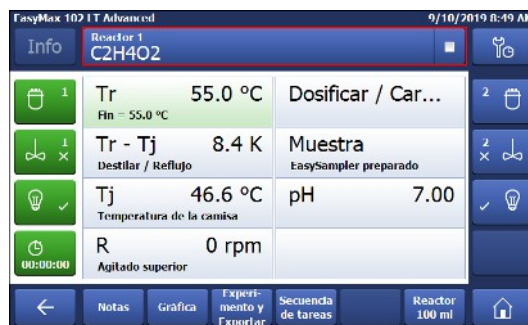 EasyMax 102 LT Advanced
9/10/2019 8:49 AM
Info
Reactor 1
C2H4O2
1
Tr 55.0 ºC
Fin = 55.0 ºC
Dosificar / Car...
2
1
Tr - Tj 8.4 K
Destilar / Reflujo
Muestra
EasySampler preparado
2
Tj 46.6 ºC
Temperatura de la camisa
pH 7.00
00:00:00
R 0 rpm
Agitado superior
Notas
Gráfica
Experi-
mento y
Exportar
Secuencia
de tareas
Reactor
100 ml